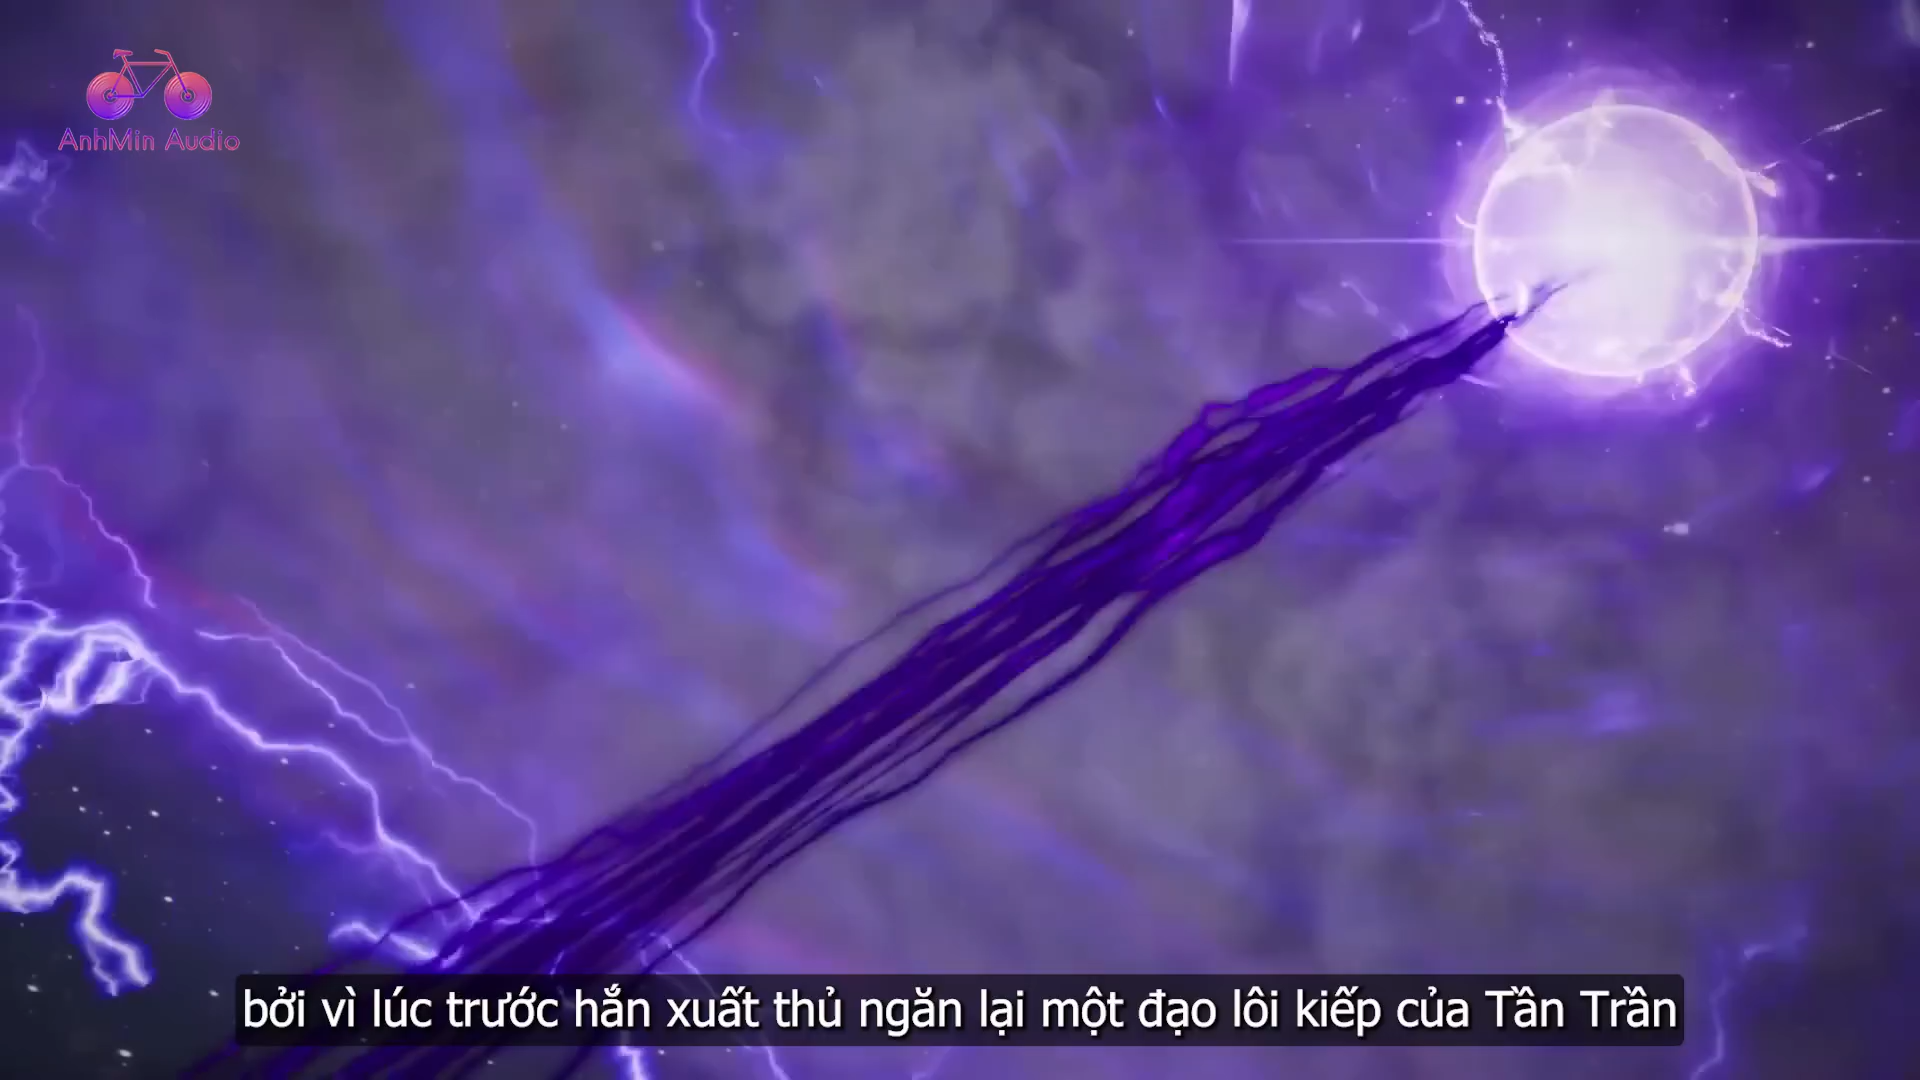 AnhMin Audio
bởi vì lúc trước hắn xuất thủ ngăn lại một đạo lôi kiếp của Tần Trần